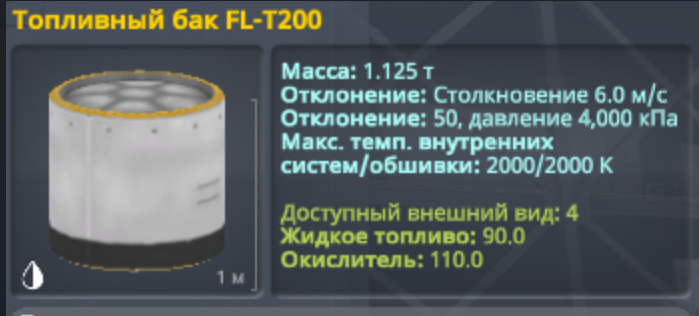 Топливный бак FL-T200
Масса: 1.125 т
Отклонение: Столкновение 6.0 м/с
Отклонение: 50, давление 4,000 кПа
Макс. темп. внутренних
систем/обшивки: 2000/2000 К
Доступный внешний вид: 4
Жидкое топливо: 90.0
Окислитель: 110.0
1 м